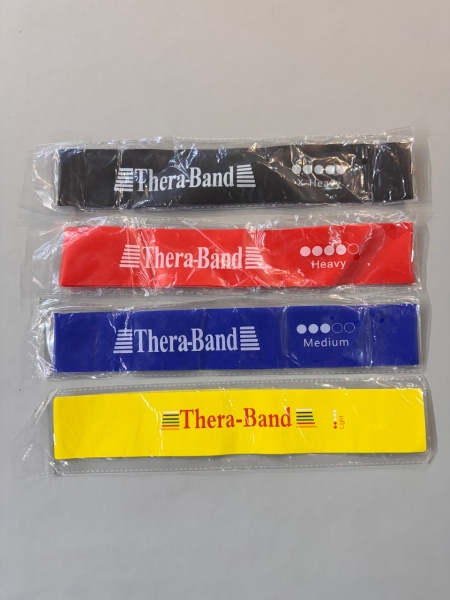 Thera-Band
X-Heavy
Thera-Band
Heavy
Thera-Band
Medium
Thera-Band
Light